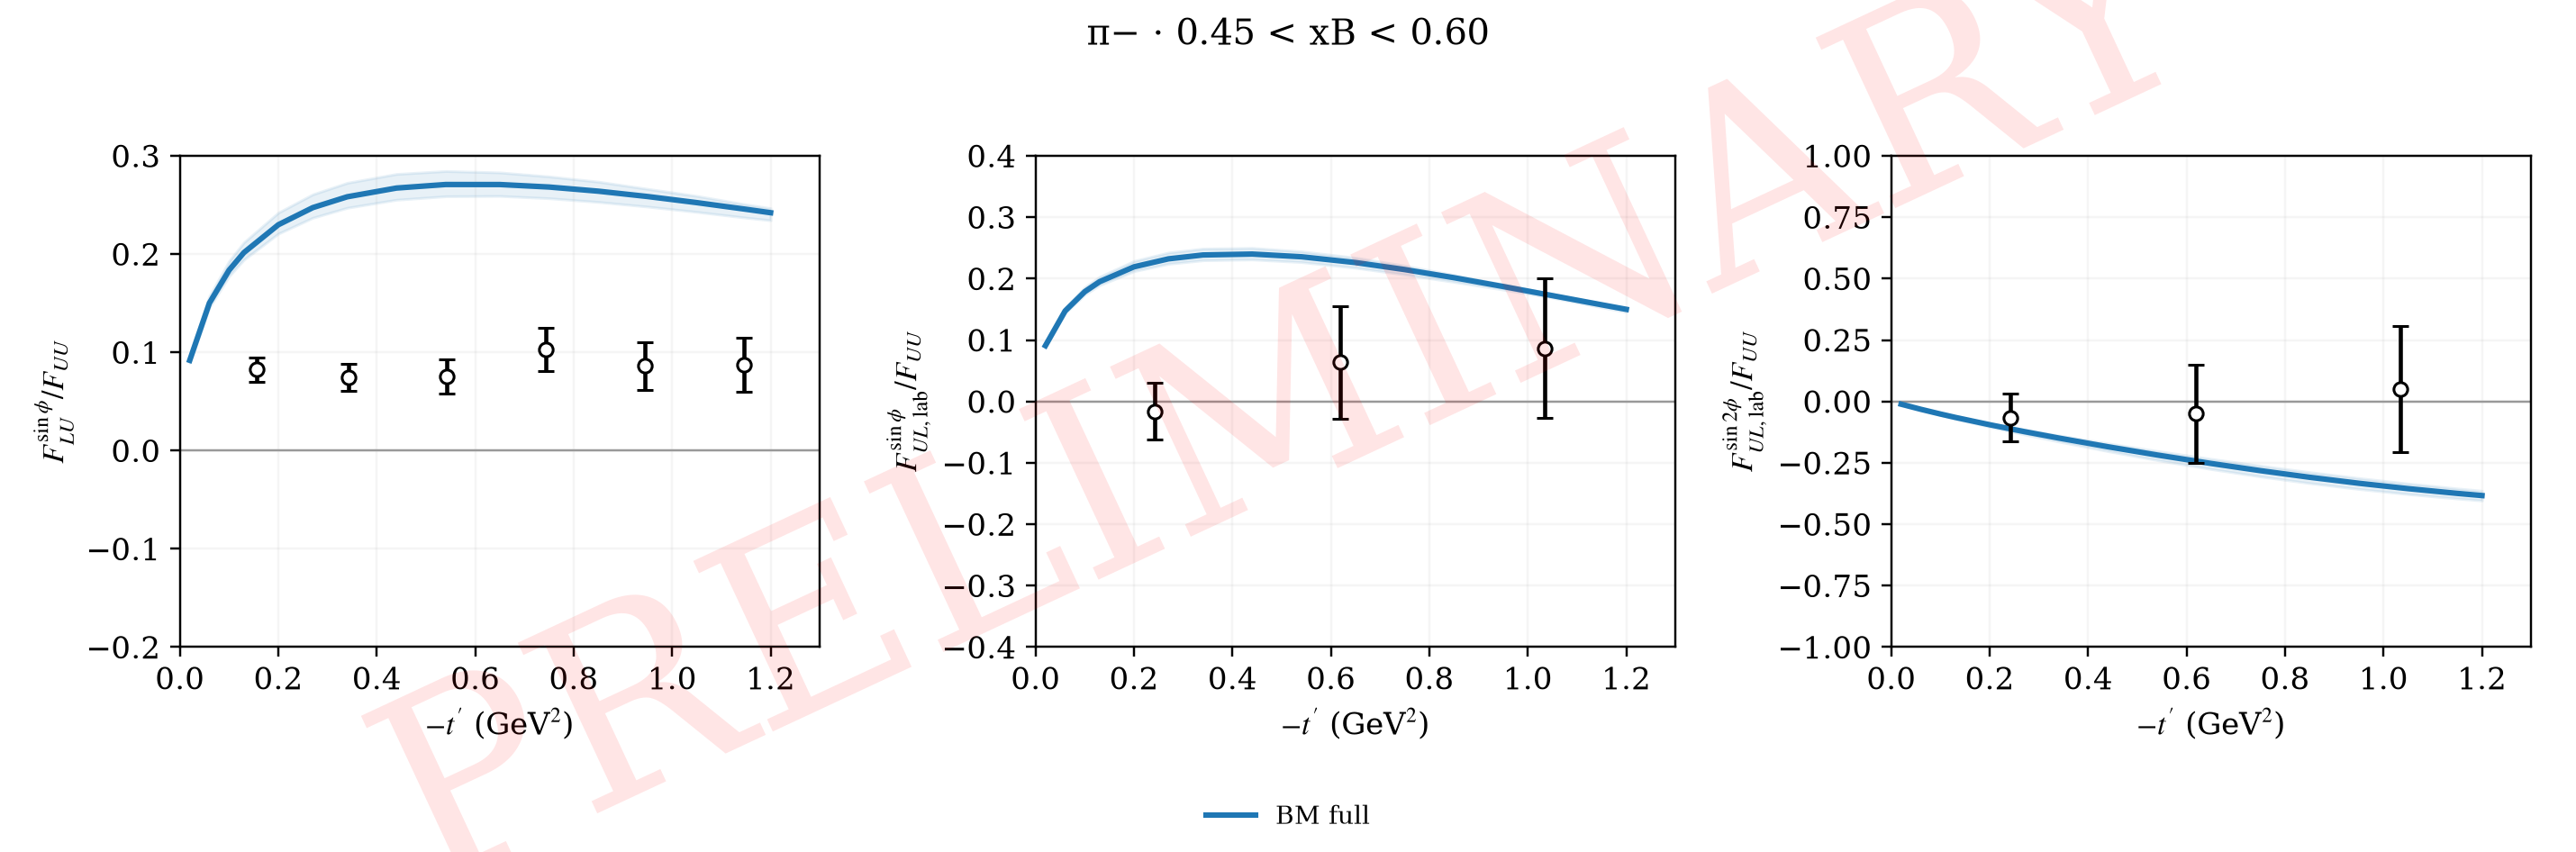 π− · 0.45 < xB < 0.60
PRELIMINARY
F_{LU}^{sin ϕ}/F_{UU}
0.3
0.2
0.1
0.0
−0.1
−0.2
0.0 0.2 0.4 0.6 0.8 1.0 1.2
−t′ (GeV²)
F_{UL, lab}^{sin ϕ}/F_{UU}
0.4
0.3
0.2
0.1
0.0
−0.1
−0.2
−0.3
−0.4
0.0 0.2 0.4 0.6 0.8 1.0 1.2
−t′ (GeV²)
F_{UL, lab}^{sin 2ϕ}/F_{UU}
1.00
0.75
0.50
0.25
0.00
−0.25
−0.50
−0.75
−1.00
0.0 0.2 0.4 0.6 0.8 1.0 1.2
−t′ (GeV²)
BM full